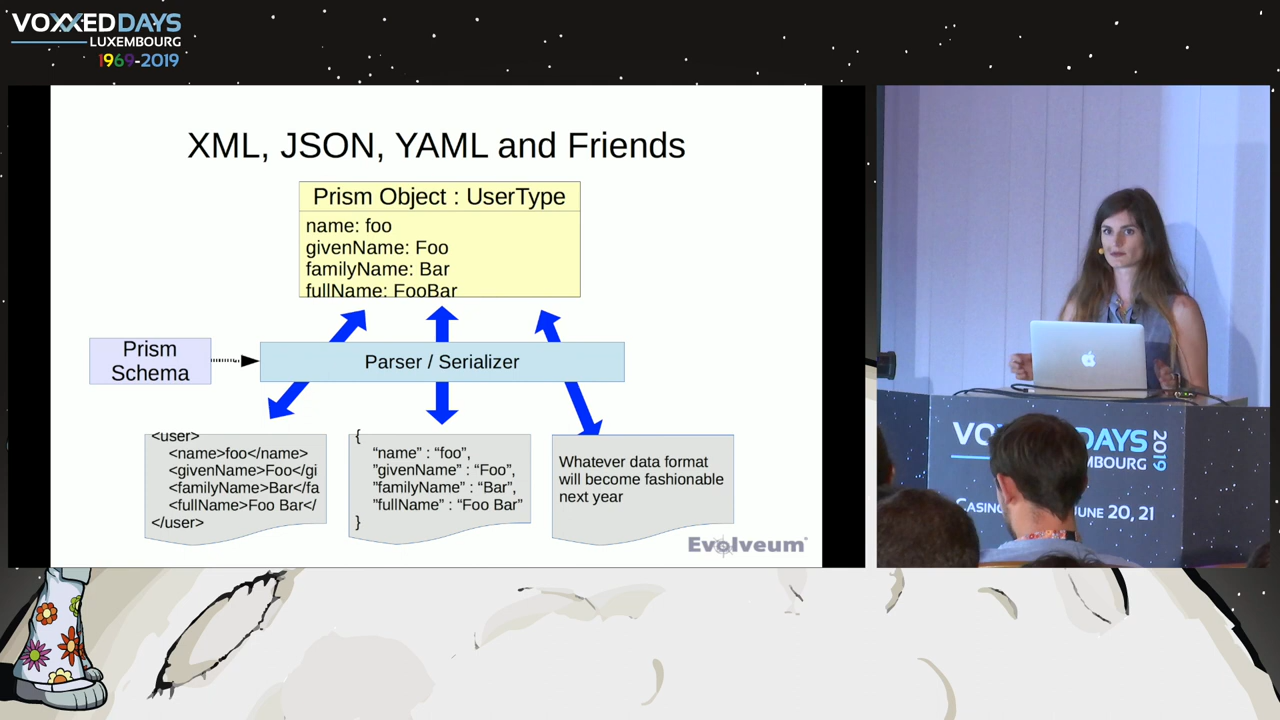 VOXXED DAYS
LUXEMBOURG
1969-2019
XML, JSON, YAML and Friends
Prism Object : UserType
name: foo
givenName: Foo
familyName: Bar
fullName: FooBar
Prism
Schema
Parser / Serializer
<user>
<name>foo</name>
<givenName>Foo</gi
<familyName>Bar</fa
<fullName>Foo Bar</
</user>
{
“name” : “foo”,
”givenName” : “Foo”,
”familyName” : “Bar”,
”fullName” : “Foo Bar”
}
Whatever data format
will become fashionable
next year
Evolveum
DAYS
2019
CASINO
JUNE 20, 21